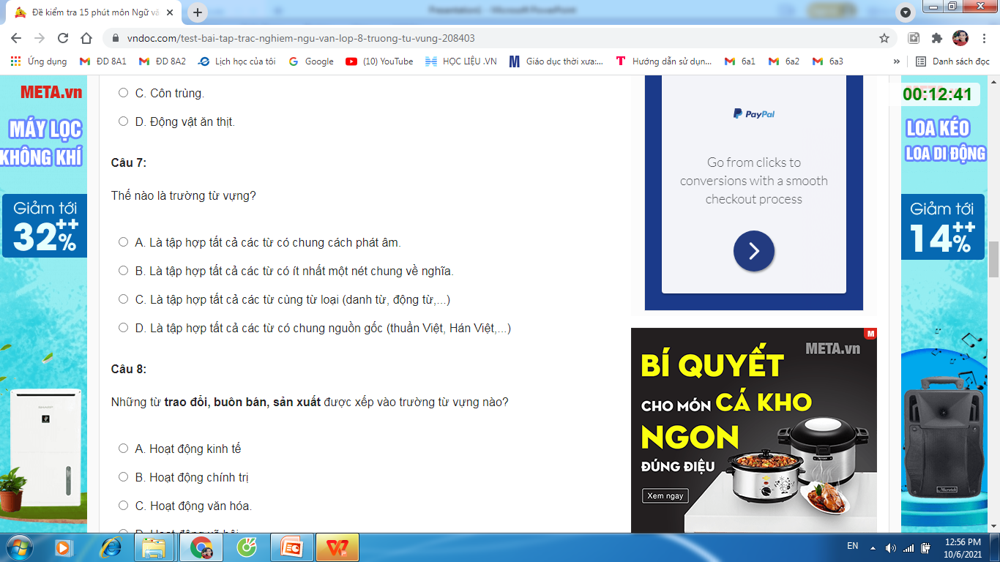 Đề kiểm tra 15 phút môn Ngữ vă
Presentation1 - Microsoft PowerPoint
vndoc.com/test-bai-tap-trac-nghiem-ngu-van-lop-8-truong-tu-vung-208403
Ứng dụng
ĐD 8A1
ĐD 8A2
Lịch học của tôi
Google
(10) YouTube
HỌC LIỆU .VN
Giáo dục thời xưa:...
Hướng dẫn sử dụn...
6a1
6a2
6a3
»
Danh sách đọc
META.vn
MÁY LỌC
KHÔNG KHÍ
Giảm tới
32++%
C. Côn trùng.
D. Động vật ăn thịt.
Câu 7:
Thế nào là trường từ vựng?
A. Là tập hợp tất cả các từ có chung cách phát âm.
B. Là tập hợp tất cả các từ có ít nhất một nét chung về nghĩa.
C. Là tập hợp tất cả các từ cùng từ loại (danh từ, động từ,...)
D. Là tập hợp tất cả các từ có chung nguồn gốc (thuần Việt, Hán Việt,...)
Câu 8:
Những từ trao đổi, buôn bán, sản xuất được xếp vào trường từ vựng nào?
A. Hoạt động kinh tế
B. Hoạt động chính trị
C. Hoạt động văn hóa.
D. Hoạt động xã hội
PayPal
Go from clicks to
conversions with a smooth
checkout process
M
META.vn
BÍ QUYẾT
CHO MÓN CÁ KHO
NGON
ĐÚNG ĐIỆU
Xem ngay
00:12:41
LOA KÉO
LOA DI ĐỘNG
Giảm tới
14++%
EN
12:56 PM
10/6/2021